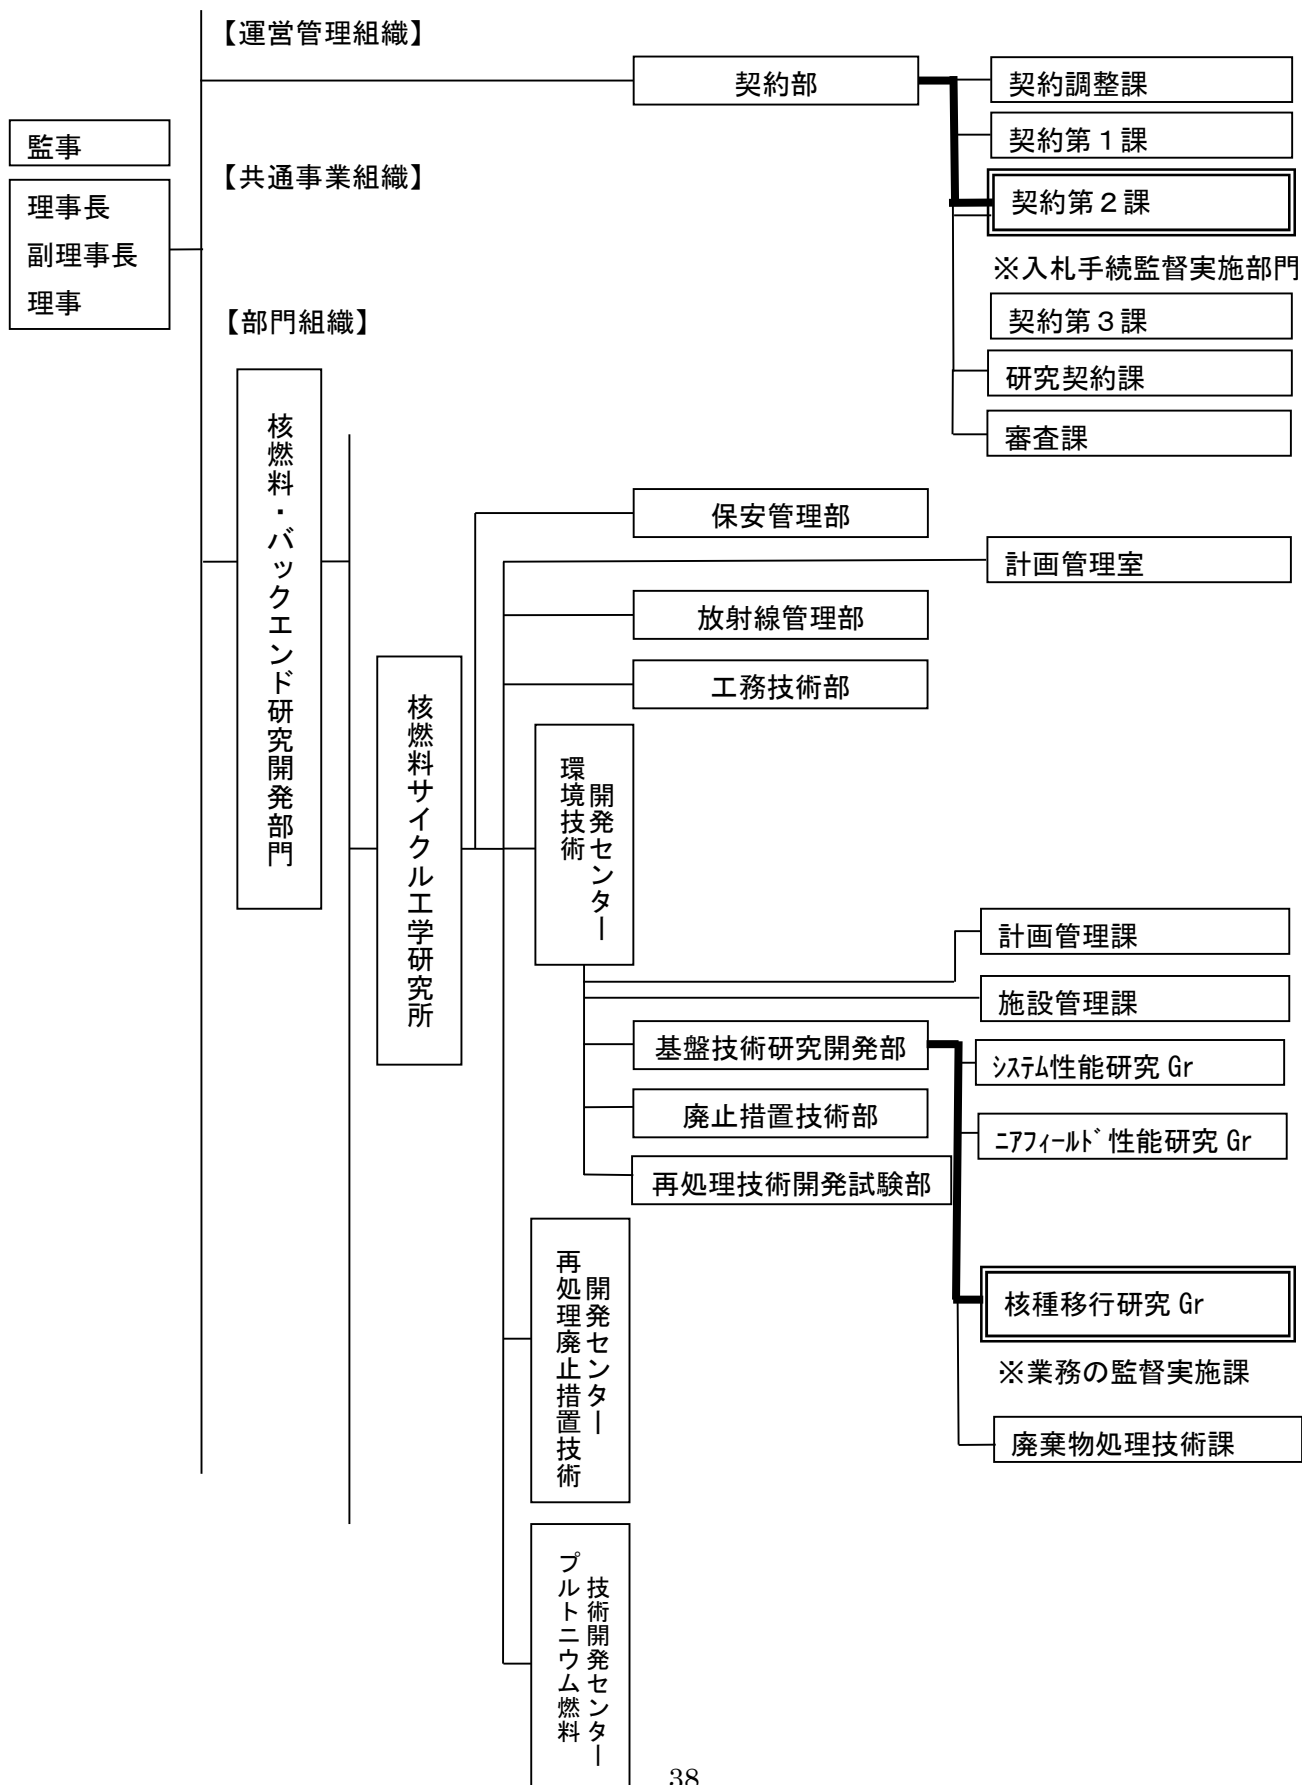 【運営管理組織】
契約部
契約調整課
契約第１課
監事
【共通事業組織】
契約第２課
理事長
副理事長
理事
※入札手続監督実施部門
【部門組織】
契約第３課
研究契約課
審査課
核燃料・バックエンド研究開発部門
保安管理部
計画管理室
放射線管理部
工務技術部
核燃料サイクル工学研究所
環境技術
開発センター
計画管理課
施設管理課
基盤技術研究開発部
ｼｽﾃﾑ性能研究 Gr
廃止措置技術部
ﾆｱﾌｨｰﾙﾄﾞ性能研究 Gr
再処理技術開発試験部
再処理廃止措置技術
開発センター
核種移行研究 Gr
※業務の監督実施課
廃棄物処理技術課
プルトニウム燃料
技術開発センター
38